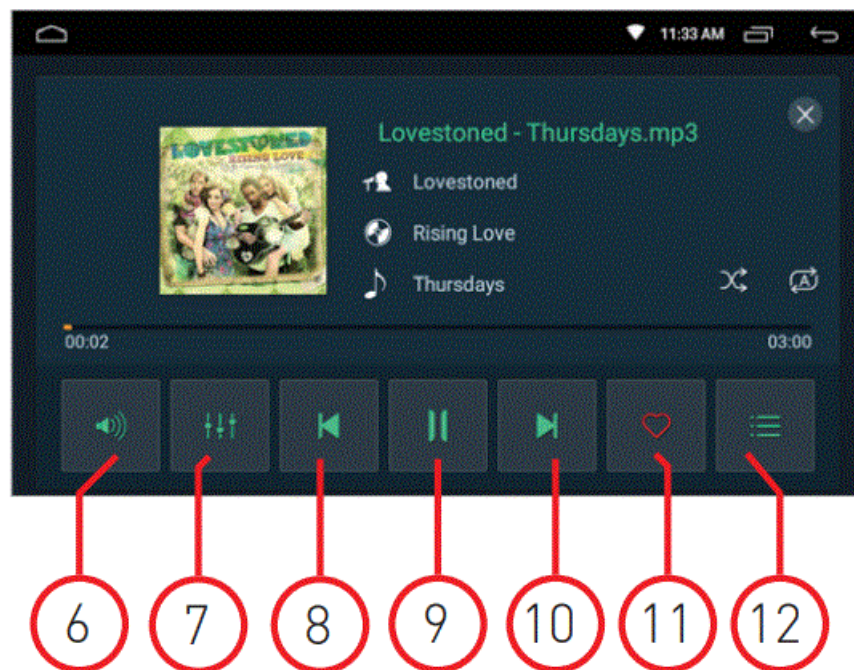 11:33 AM
LOVESTONED
RISING LOVE
Lovestoned - Thursdays.mp3
Lovestoned
Rising Love
Thursdays
A
00:02
03:00
6
7
8
9
10
11
12